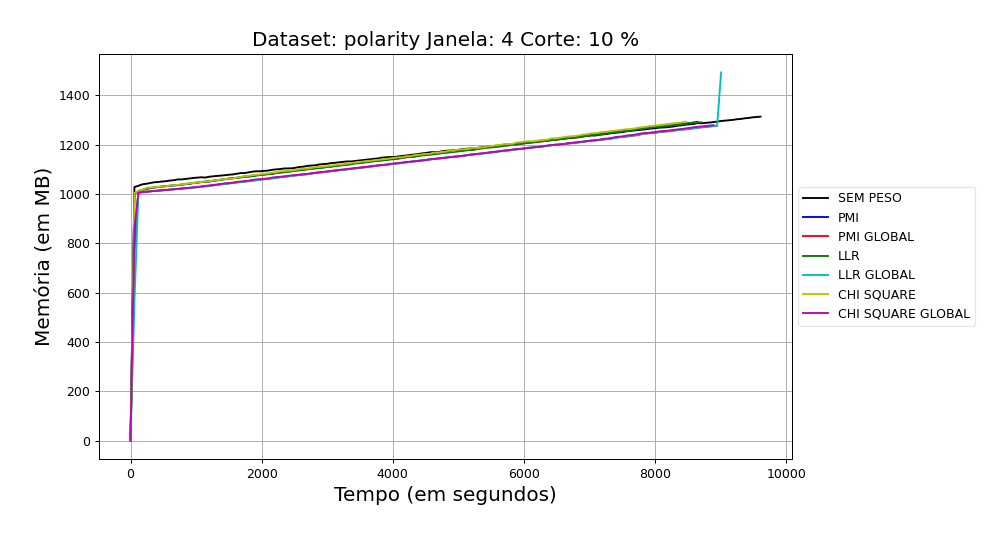 Dataset: polarity Janela: 4 Corte: 10 %
Memória (em MB)
1400
1200
1000
800
600
400
200
0
0 2000 4000 6000 8000 10000
Tempo (em segundos)
SEM PESO
PMI
PMI GLOBAL
LLR
LLR GLOBAL
CHI SQUARE
CHI SQUARE GLOBAL